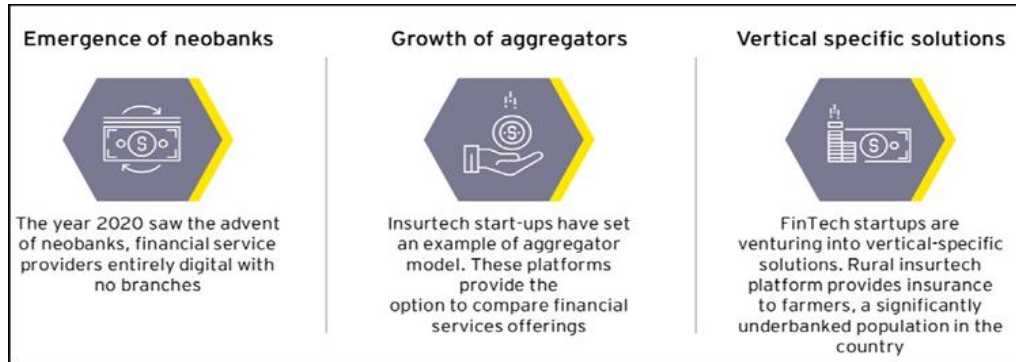 Emergence of neobanks
The year 2020 saw the advent
of neobanks, financial service
providers entirely digital with
no branches
Growth of aggregators
Insurtech start-ups have set
an example of aggregator
model. These platforms
provide the
option to compare financial
services offerings
Vertical specific solutions
FinTech startups are
venturing into vertical-specific
solutions. Rural insurtech
platform provides insurance
to farmers, a significantly
underbanked population in the
country